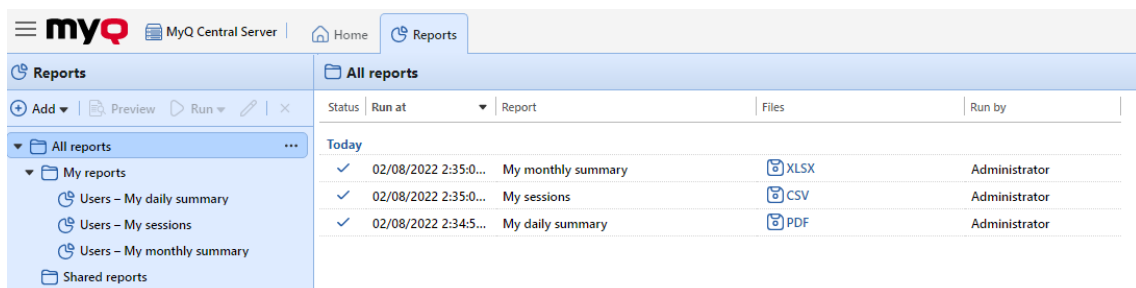 myQ MyQ Central Server Home Reports
Reports
Add Preview Run
All reports
My reports
Users – My daily summary
Users – My sessions
Users – My monthly summary
Shared reports
All reports
Status Run at Report Files Run by
Today
02/08/2022 2:35:0... My monthly summary XLSX Administrator
02/08/2022 2:35:0... My sessions CSV Administrator
02/08/2022 2:34:5... My daily summary PDF Administrator